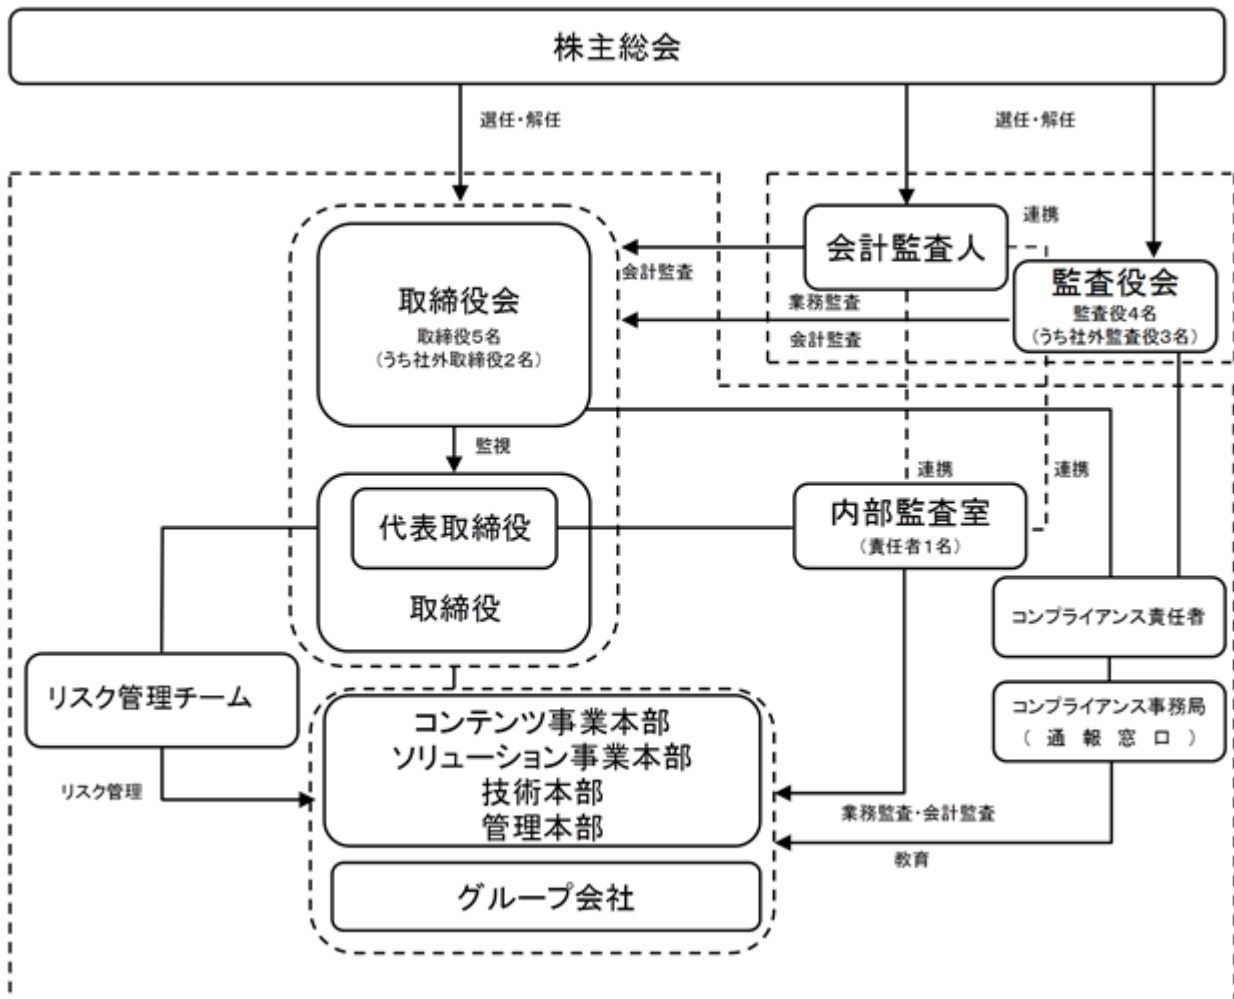 株主総会
選任・解任
選任・解任
会計監査人
連携
監査役会
監査役4名
(うち社外監査役3名)
会計監査
業務監査
会計監査
取締役会
取締役5名
(うち社外取締役2名)
監視
代表取締役
取締役
連携
連携
内部監査室
(責任者1名)
コンプライアンス責任者
リスク管理チーム
コンプライアンス事務局
(通報窓口)
コンテンツ事業本部
ソリューション事業本部
技術本部
管理本部
リスク管理
業務監査・会計監査
教育
グループ会社